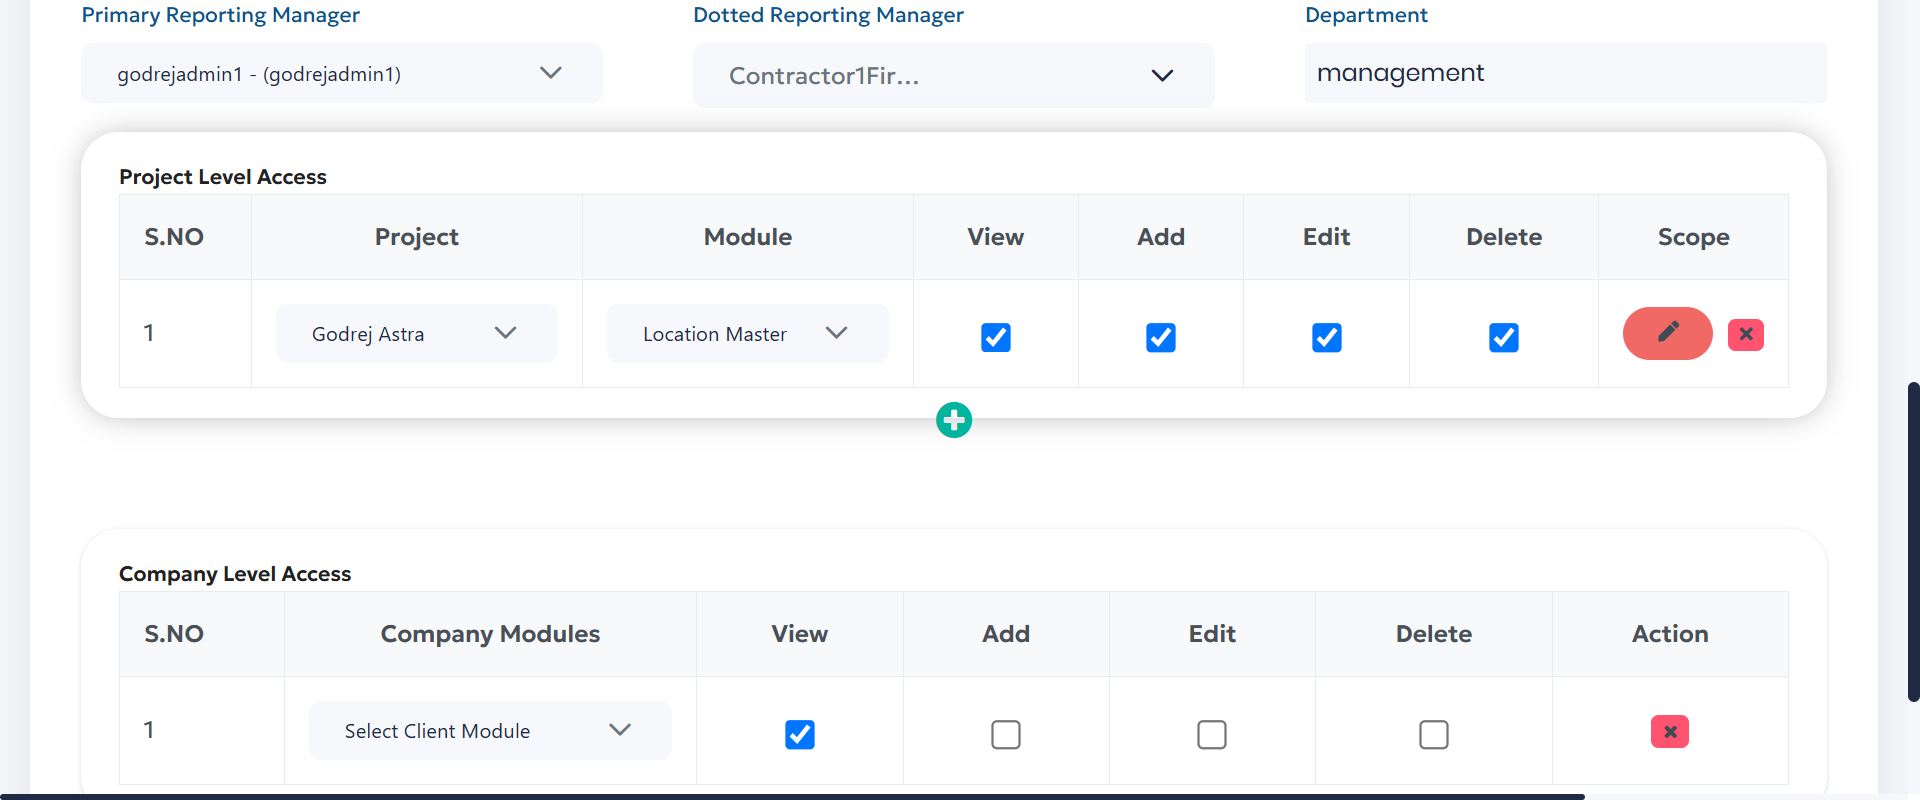 Primary Reporting Manager Dotted Reporting Manager Department
godrejadmin1 - (godrejadmin1) Contractor1Fir... management
Project Level Access
S.NO Project Module View Add Edit Delete Scope
1 Godrej Astra Location Master
Company Level Access
S.NO Company Modules View Add Edit Delete Action
1 Select Client Module